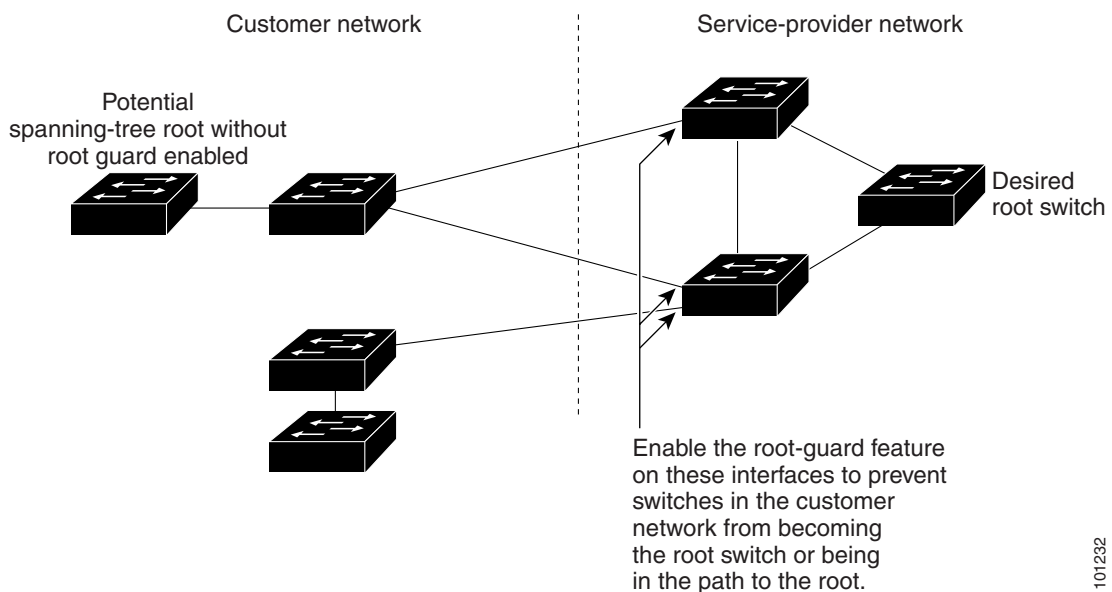 Customer network
Service-provider network
Potential
spanning-tree root without
root guard enabled
Desired
root switch
Enable the root-guard feature
on these interfaces to prevent
switches in the customer
network from becoming
the root switch or being
in the path to the root.
101232